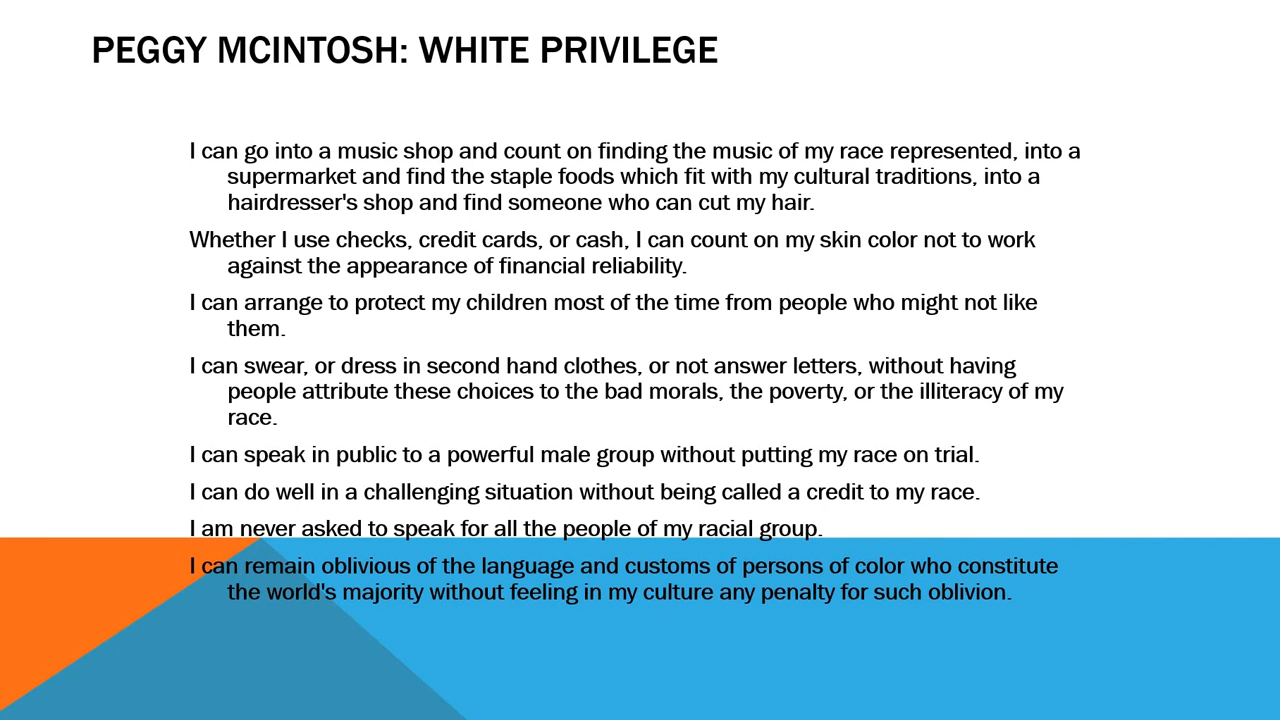 PEGGY MCINTOSH: WHITE PRIVILEGE
I can go into a music shop and count on finding the music of my race represented, into a
supermarket and find the staple foods which fit with my cultural traditions, into a
hairdresser's shop and find someone who can cut my hair.
Whether I use checks, credit cards, or cash, I can count on my skin color not to work
against the appearance of financial reliability.
I can arrange to protect my children most of the time from people who might not like
them.
I can swear, or dress in second hand clothes, or not answer letters, without having
people attribute these choices to the bad morals, the poverty, or the illiteracy of my
race.
I can speak in public to a powerful male group without putting my race on trial.
I can do well in a challenging situation without being called a credit to my race.
I am never asked to speak for all the people of my racial group.
I can remain oblivious of the language and customs of persons of color who constitute
the world's majority without feeling in my culture any penalty for such oblivion.